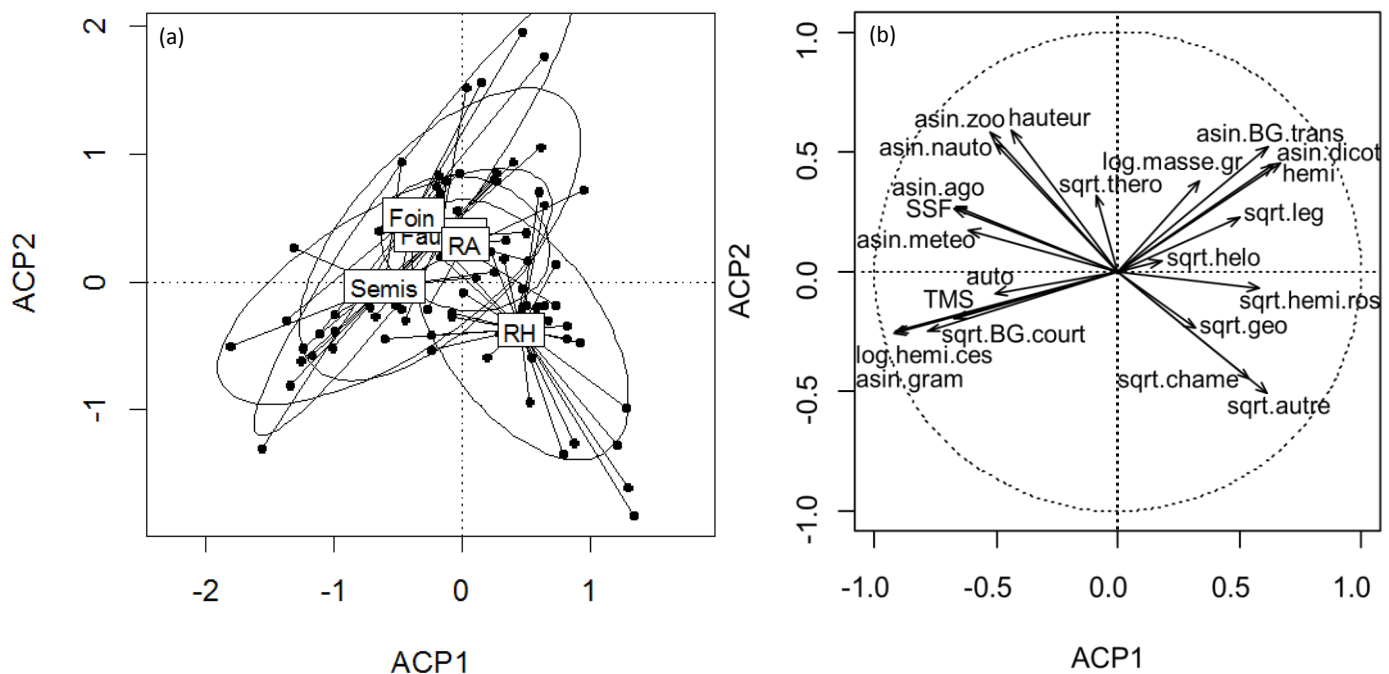 (a)
2
1
0
-1
ACP2
Foin
Fau
RA
Semis
RH
-2 -1 0 1
ACP1
(b)
1.0
0.5
0.0
-0.5
-1.0
ACP2
asin.zoo hauteur
asin.nauto
asin.BG.trans
asin.dicot
log.masse.gr
hemi
sqrt.thero
asin.ago
SSF
sqrt.leg
asin.meteo
sqrt.helo
auto
TMS
sqrt.hemi.ros
sqrt.BG.court
sqrt.geo
log.hemi.ces
asin.gram
sqrt.chame
sqrt.autre
-1.0 -0.5 0.0 0.5 1.0
ACP1